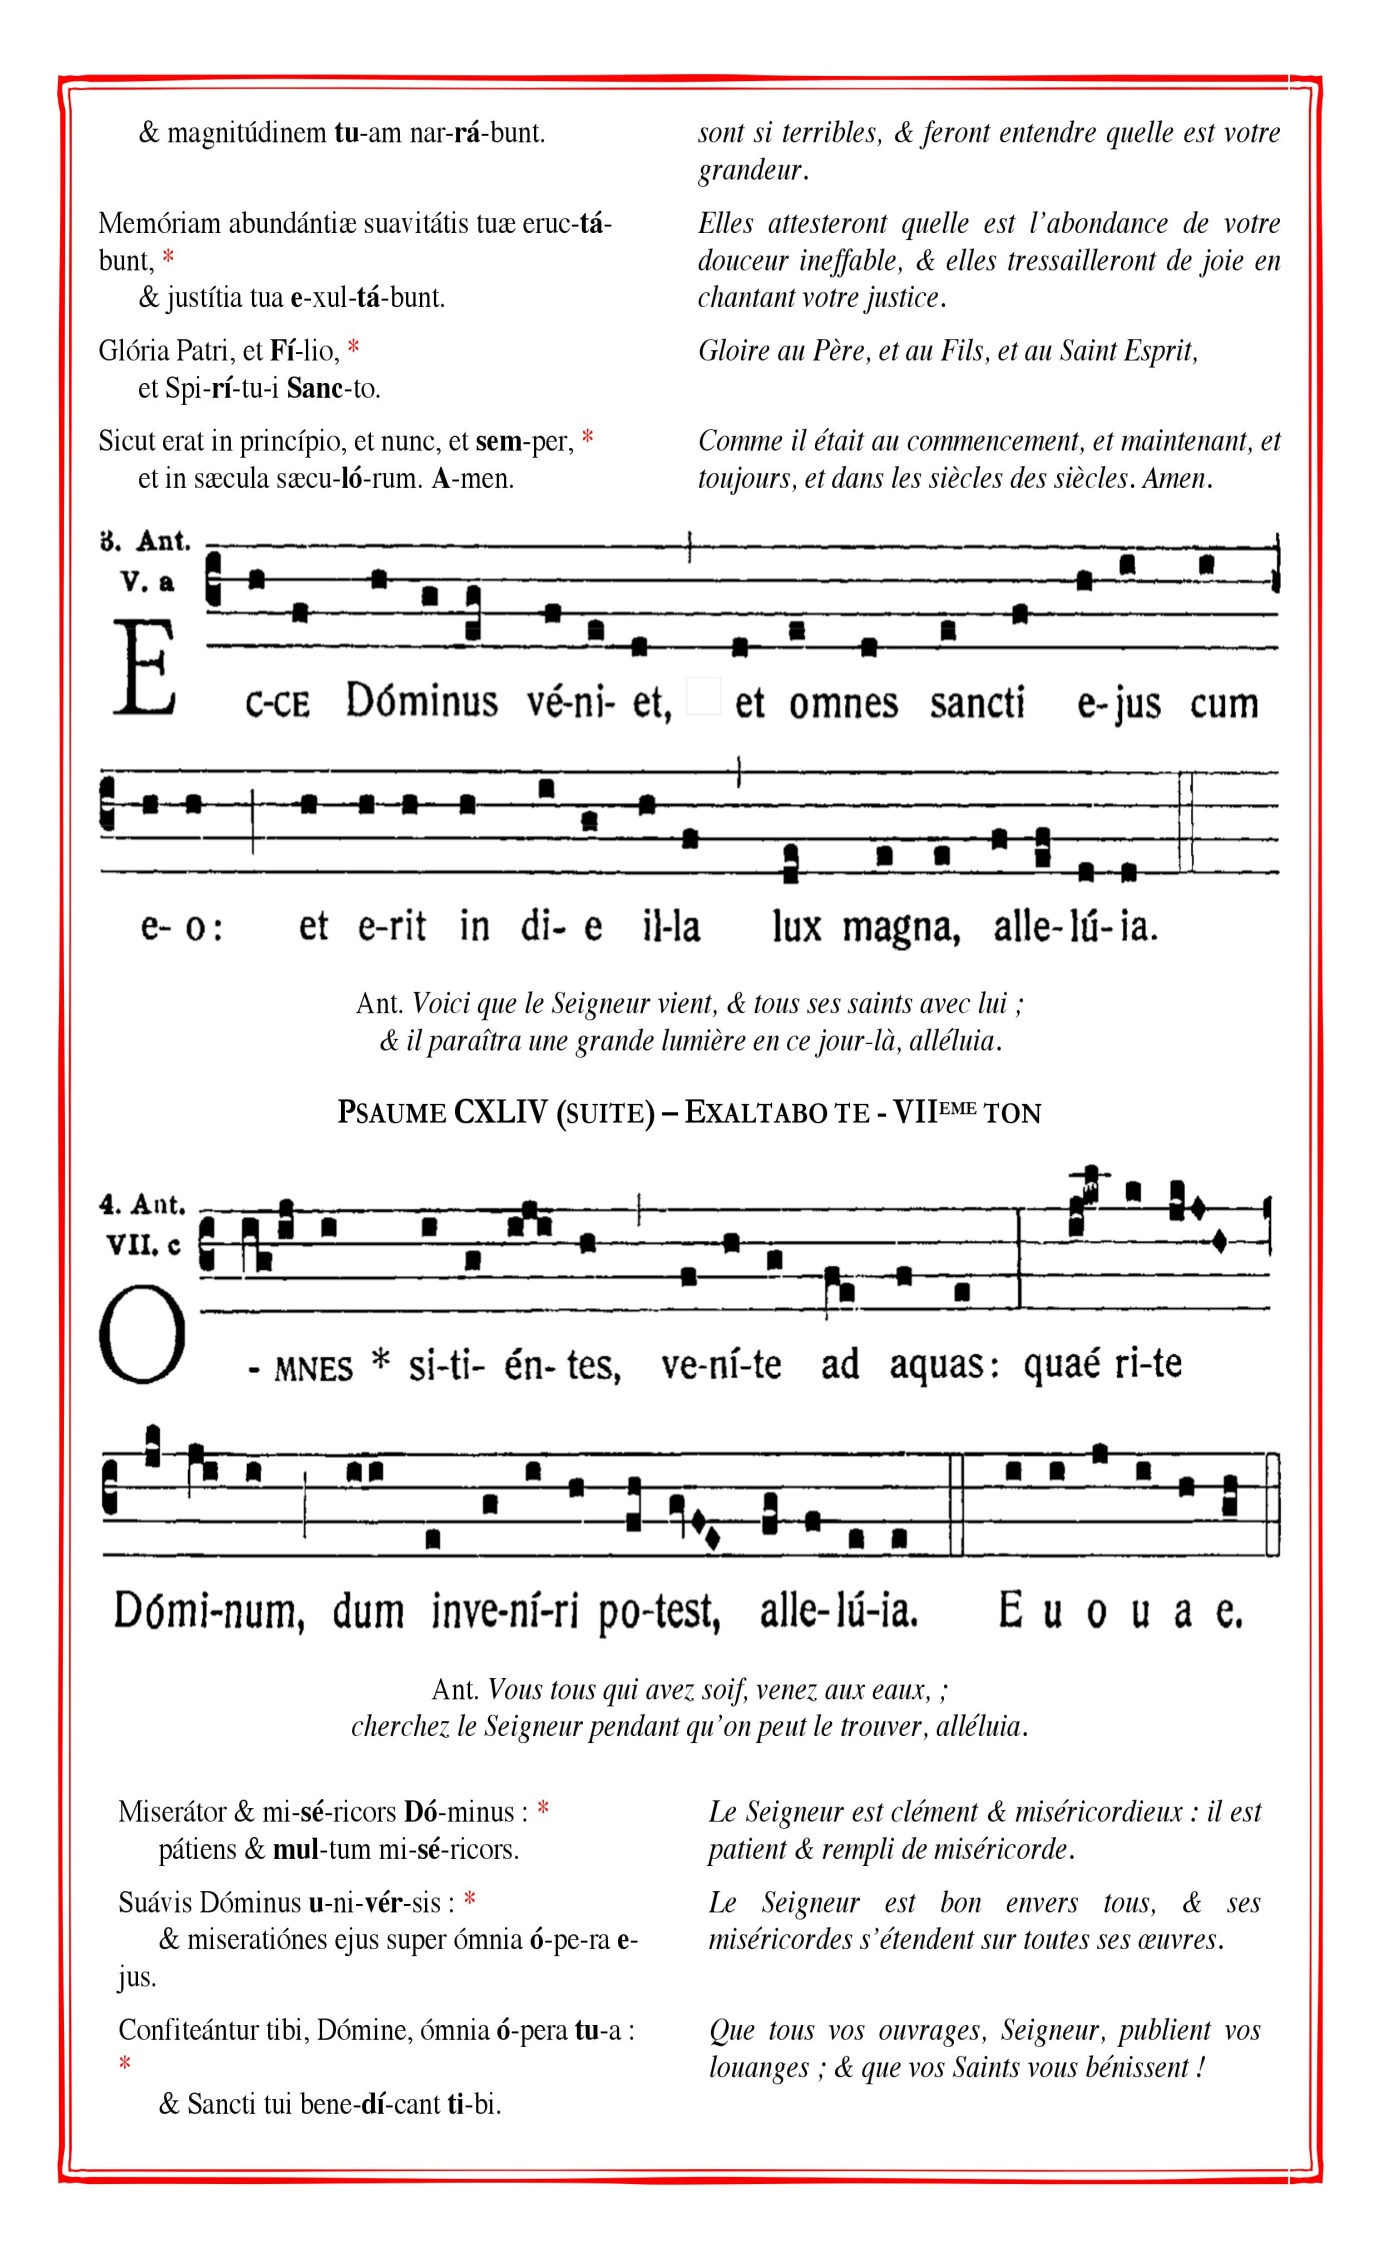 & magnitúdinem tu-am nar-rá-bunt.
sont si terribles, & feront entendre quelle est votre
grandeur.
Memóriam abundántiæ suavitátis tuæ eruc-tá-
bunt, *
& justítia tua e-xul-tá-bunt.
Elles attesteront quelle est l’abondance de votre
douceur ineffable, & elles tressailleront de joie en
chantant votre justice.
Glória Patri, et Fí-lio, *
et Spi-rí-tu-i Sanc-to.
Gloire au Père, et au Fils, et au Saint Esprit,
Sicut erat in princípio, et nunc, et sem-per, *
et in sæcula sæcu-ló-rum. A-men.
Comme il était au commencement, et maintenant, et
toujours, et dans les siècles des siècles. Amen.
3. Ant.
V. a
EC-CE Dóminus vé-ni- et, et omnes sancti e-jus cum
e- o: et e-rit in di- e il-la lux magna, alle-lú-ia.
Ant. Voici que le Seigneur vient, & tous ses saints avec lui ;
& il paraîtra une grande lumière en ce jour-là, alléluia.
PSAUME CXLIV (SUITE) – EXALTABO TE - VIIEME TON
4. Ant.
VII. c
O- MNES * si-ti- én- tes, ve-ní-te ad aquas: quaé ri-te
Dómi-num, dum inve-ní-ri po-test, alle-lú-ia. E u o u a e.
Ant. Vous tous qui avez soif, venez aux eaux, ;
cherchez le Seigneur pendant qu’on peut le trouver, alléluia.
Miserátor & mi-sé-ricors Dó-minus : *
pátiens & mul-tum mi-sé-ricors.
Le Seigneur est clément & miséricordieux : il est
patient & rempli de miséricorde.
Suávis Dóminus u-ni-vér-sis : *
& miseratiónes ejus super ómnia ó-pe-ra e-
jus.
Le Seigneur est bon envers tous, & ses
miséricordes s’étendent sur toutes ses œuvres.
Confiteántur tibi, Dómine, ómnia ó-pera tu-a :
*
& Sancti tui bene-dí-cant ti-bi.
Que tous vos ouvrages, Seigneur, publient vos
louanges ; & que vos Saints vous bénissent !